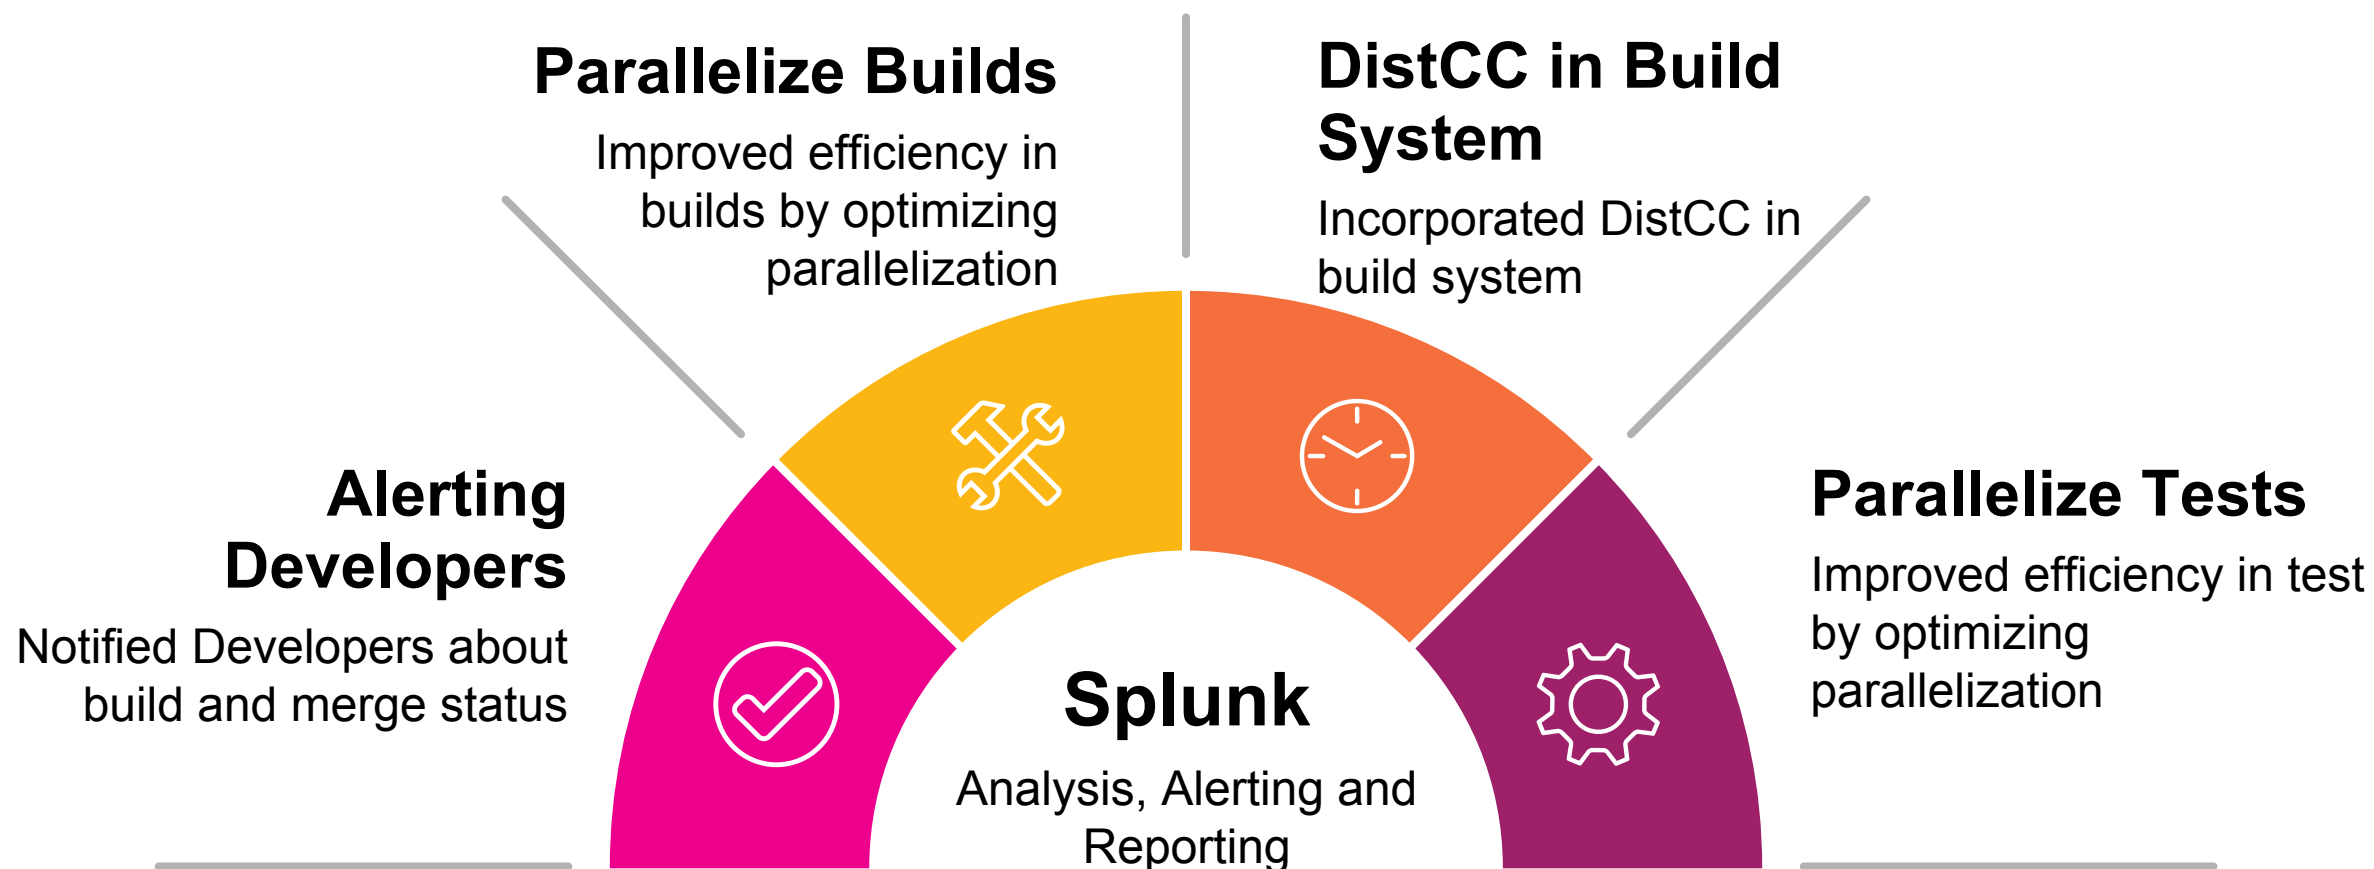 Parallelize Builds
Improved efficiency in
builds by optimizing
parallelization
DistCC in Build
System
Incorporated DistCC in
build system
Alerting
Developers
Notified Developers about
build and merge status
Splunk
Analysis, Alerting and
Reporting
Parallelize Tests
Improved efficiency in test
by optimizing
parallelization